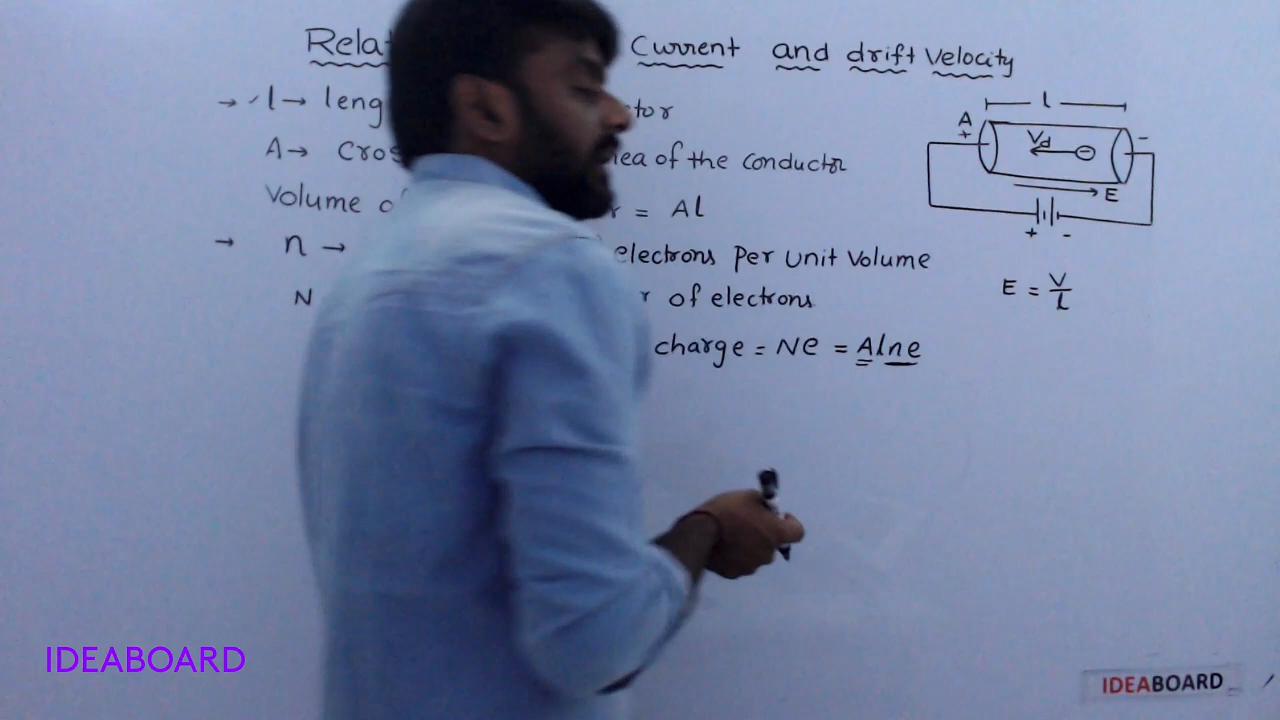 Rela Current and drift velocity
→ l → leng tor
A → Cros ea of the conductor
Volume o r = Al
→ n → electrons per unit volume
N r of electrons
charge = Ne = Alne
l
A
+ −
Vd
−
E
+ −
E = V/l
IDEABOARD
IDEABOARD